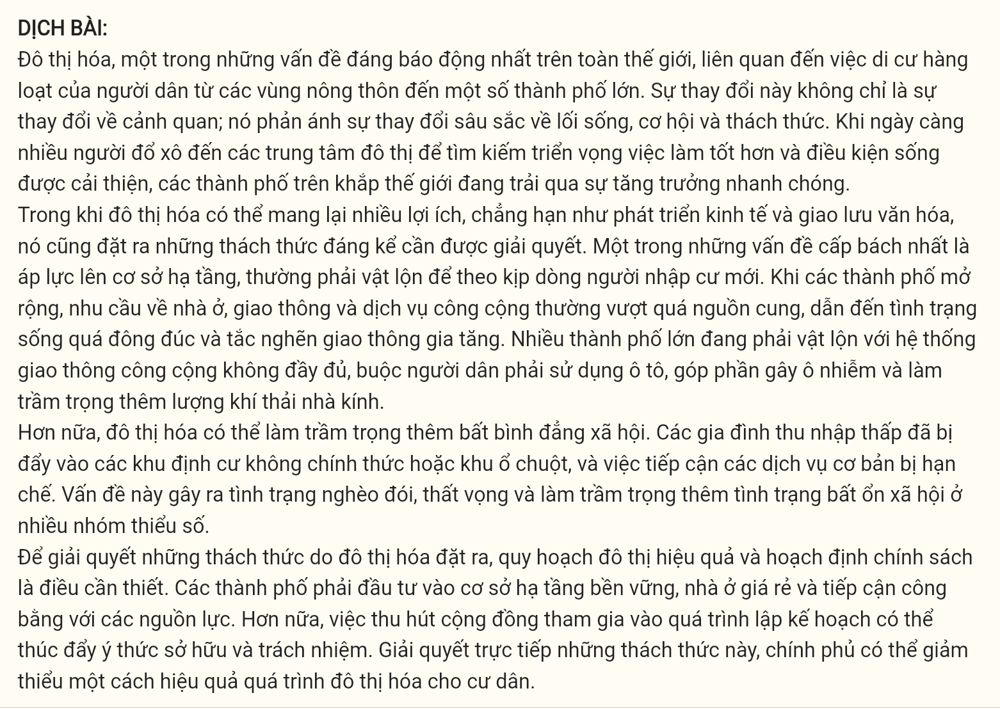 DỊCH BÀI:
Đô thị hóa, một trong những vấn đề đáng báo động nhất trên toàn thế giới, liên quan đến việc di cư hàng
loạt của người dân từ các vùng nông thôn đến một số thành phố lớn. Sự thay đổi này không chỉ là sự
thay đổi về cảnh quan; nó phản ánh sự thay đổi sâu sắc về lối sống, cơ hội và thách thức. Khi ngày càng
nhiều người đổ xô đến các trung tâm đô thị để tìm kiếm triển vọng việc làm tốt hơn và điều kiện sống
được cải thiện, các thành phố trên khắp thế giới đang trải qua sự tăng trưởng nhanh chóng.
Trong khi đô thị hóa có thể mang lại nhiều lợi ích, chẳng hạn như phát triển kinh tế và giao lưu văn hóa,
nó cũng đặt ra những thách thức đáng kể cần được giải quyết. Một trong những vấn đề cấp bách nhất là
áp lực lên cơ sở hạ tầng, thường phải vật lộn để theo kịp dòng người nhập cư mới. Khi các thành phố mở
rộng, nhu cầu về nhà ở, giao thông và dịch vụ công cộng thường vượt quá nguồn cung, dẫn đến tình trạng
sống quá đông đúc và tắc nghẽn giao thông gia tăng. Nhiều thành phố lớn đang phải vật lộn với hệ thống
giao thông công cộng không đầy đủ, buộc người dân phải sử dụng ô tô, góp phần gây ô nhiễm và làm
trầm trọng thêm lượng khí thải nhà kính.
Hơn nữa, đô thị hóa có thể làm trầm trọng thêm bất bình đẳng xã hội. Các gia đình thu nhập thấp đã bị
đẩy vào các khu định cư không chính thức hoặc khu ổ chuột, và việc tiếp cận các dịch vụ cơ bản bị hạn
chế. Vấn đề này gây ra tình trạng nghèo đói, thất vọng và làm trầm trọng thêm tình trạng bất ổn xã hội ở
nhiều nhóm thiểu số.
Để giải quyết những thách thức do đô thị hóa đặt ra, quy hoạch đô thị hiệu quả và hoạch định chính sách
là điều cần thiết. Các thành phố phải đầu tư vào cơ sở hạ tầng bền vững, nhà ở giá rẻ và tiếp cận công
bằng với các nguồn lực. Hơn nữa, việc thu hút cộng đồng tham gia vào quá trình lập kế hoạch có thể
thúc đẩy ý thức sở hữu và trách nhiệm. Giải quyết trực tiếp những thách thức này, chính phủ có thể giảm
thiểu một cách hiệu quả quá trình đô thị hóa cho cư dân.